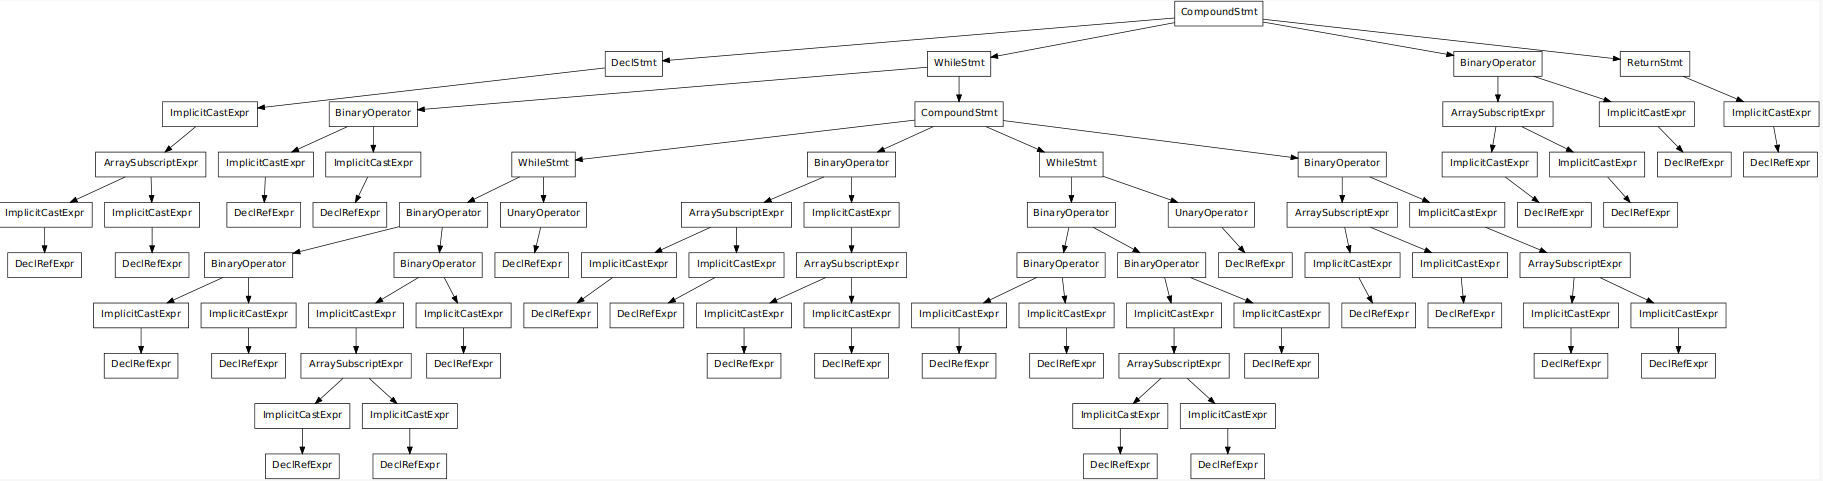 CompoundStmt
DeclStmt WhileStmt BinaryOperator ReturnStmt
ImplicitCastExpr BinaryOperator CompoundStmt ArraySubscriptExpr ImplicitCastExpr ImplicitCastExpr
ArraySubscriptExpr ImplicitCastExpr ImplicitCastExpr WhileStmt BinaryOperator WhileStmt BinaryOperator ImplicitCastExpr ImplicitCastExpr DeclRefExpr DeclRefExpr
ImplicitCastExpr ImplicitCastExpr DeclRefExpr DeclRefExpr BinaryOperator UnaryOperator ArraySubscriptExpr ImplicitCastExpr BinaryOperator UnaryOperator ArraySubscriptExpr ImplicitCastExpr DeclRefExpr DeclRefExpr
DeclRefExpr DeclRefExpr BinaryOperator BinaryOperator DeclRefExpr ImplicitCastExpr ImplicitCastExpr ArraySubscriptExpr BinaryOperator BinaryOperator DeclRefExpr ImplicitCastExpr ImplicitCastExpr ArraySubscriptExpr
ImplicitCastExpr ImplicitCastExpr ImplicitCastExpr ImplicitCastExpr DeclRefExpr DeclRefExpr ImplicitCastExpr ImplicitCastExpr ImplicitCastExpr ImplicitCastExpr ImplicitCastExpr ImplicitCastExpr DeclRefExpr DeclRefExpr ImplicitCastExpr ImplicitCastExpr
DeclRefExpr DeclRefExpr ArraySubscriptExpr DeclRefExpr DeclRefExpr DeclRefExpr DeclRefExpr DeclRefExpr ArraySubscriptExpr DeclRefExpr DeclRefExpr DeclRefExpr
ImplicitCastExpr ImplicitCastExpr ImplicitCastExpr ImplicitCastExpr
DeclRefExpr DeclRefExpr DeclRefExpr DeclRefExpr